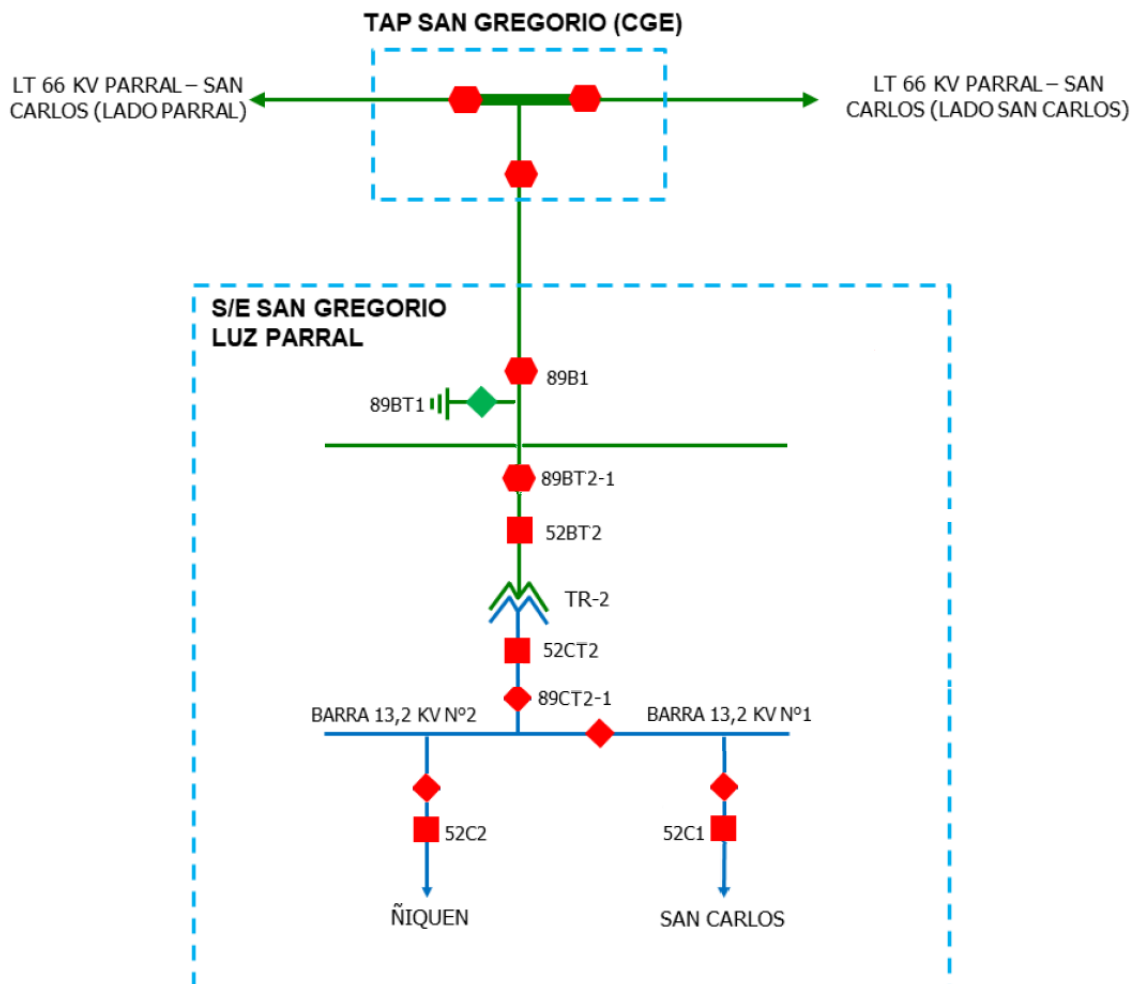 TAP SAN GREGORIO (CGE)
LT 66 KV PARRAL – SAN
CARLOS (LADO PARRAL)
LT 66 KV PARRAL – SAN
CARLOS (LADO SAN CARLOS)
S/E SAN GREGORIO
LUZ PARRAL
89B1
89BT1
89BT2-1
52BT2
TR-2
52CT2
89CT2-1
BARRA 13,2 KV Nº2
BARRA 13,2 KV Nº1
52C2
52C1
ÑIQUEN
SAN CARLOS